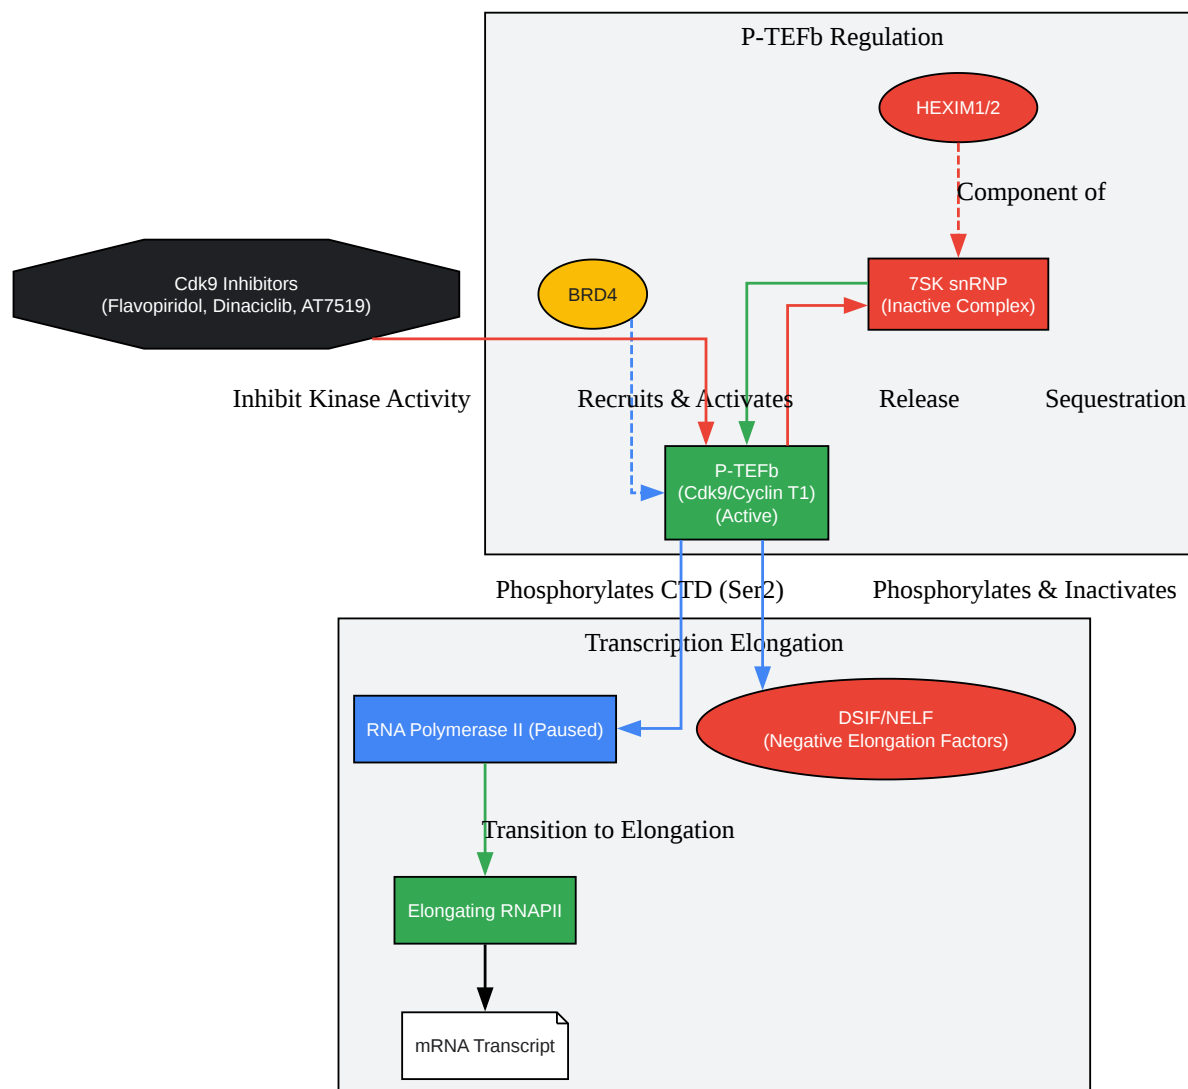 P-TEFb Regulation
HEXIM1/2
Component of
Cdk9 Inhibitors
(Flavopiridol, Dinaciclib, AT7519)
BRD4
7SK snRNP
(Inactive Complex)
Inhibit Kinase Activity
Recruits & Activates
Release
Sequestration
P-TEFb
(Cdk9/Cyclin T1)
(Active)
Phosphorylates CTD (Ser2)
Phosphorylates & Inactivates
Transcription Elongation
RNA Polymerase II (Paused)
DSIF/NELF
(Negative Elongation Factors)
Transition to Elongation
Elongating RNAPII
mRNA Transcript